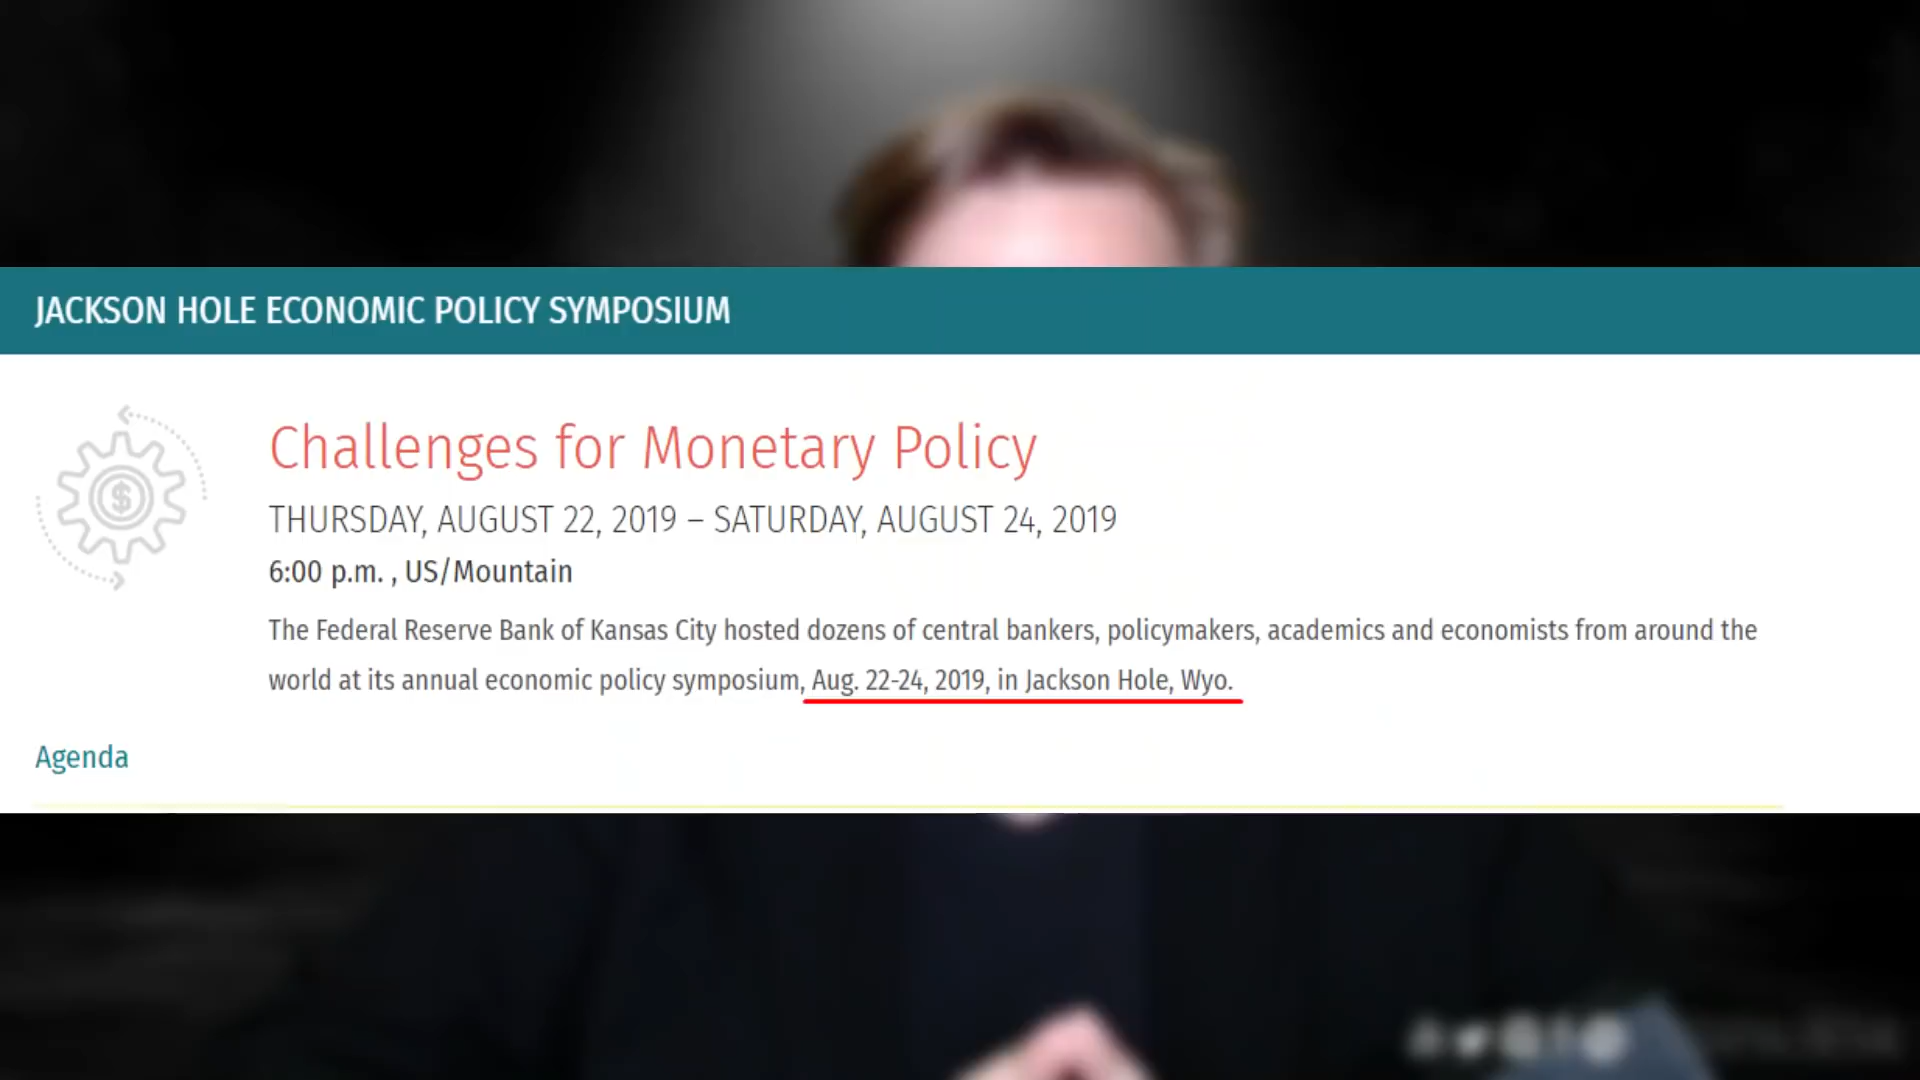 JACKSON HOLE ECONOMIC POLICY SYMPOSIUM
Challenges for Monetary Policy
THURSDAY, AUGUST 22, 2019 – SATURDAY, AUGUST 24, 2019
6:00 p.m. , US/Mountain
The Federal Reserve Bank of Kansas City hosted dozens of central bankers, policymakers, academics and economists from around the
world at its annual economic policy symposium, Aug. 22-24, 2019, in Jackson Hole, Wyo.
Agenda